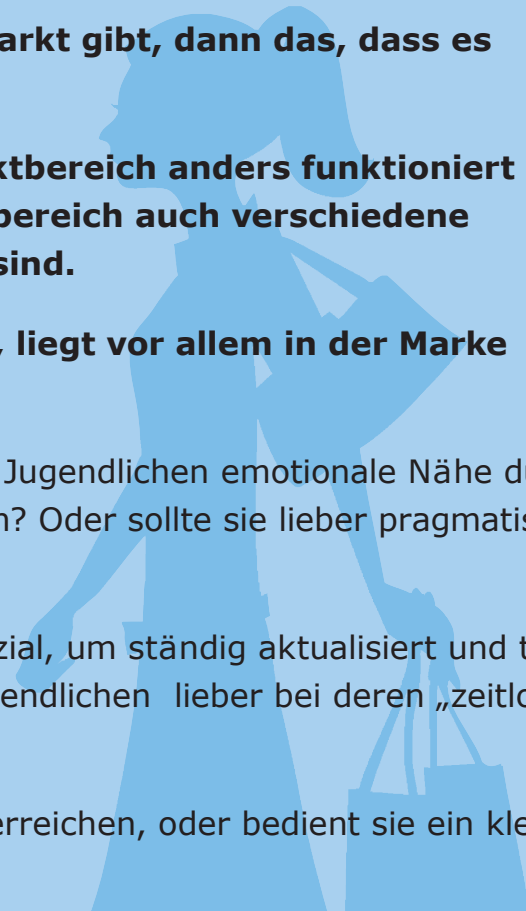 arkt gibt, dann das, dass es
ktbereich anders funktioniert
bereich auch verschiedene
sind.
, liegt vor allem in der Marke
Jugendlichen emotionale Nähe du
n? Oder sollte sie lieber pragmatis
zial, um ständig aktualisiert und t
endlichen lieber bei deren „zeitlo
erreichen, oder bedient sie ein kle